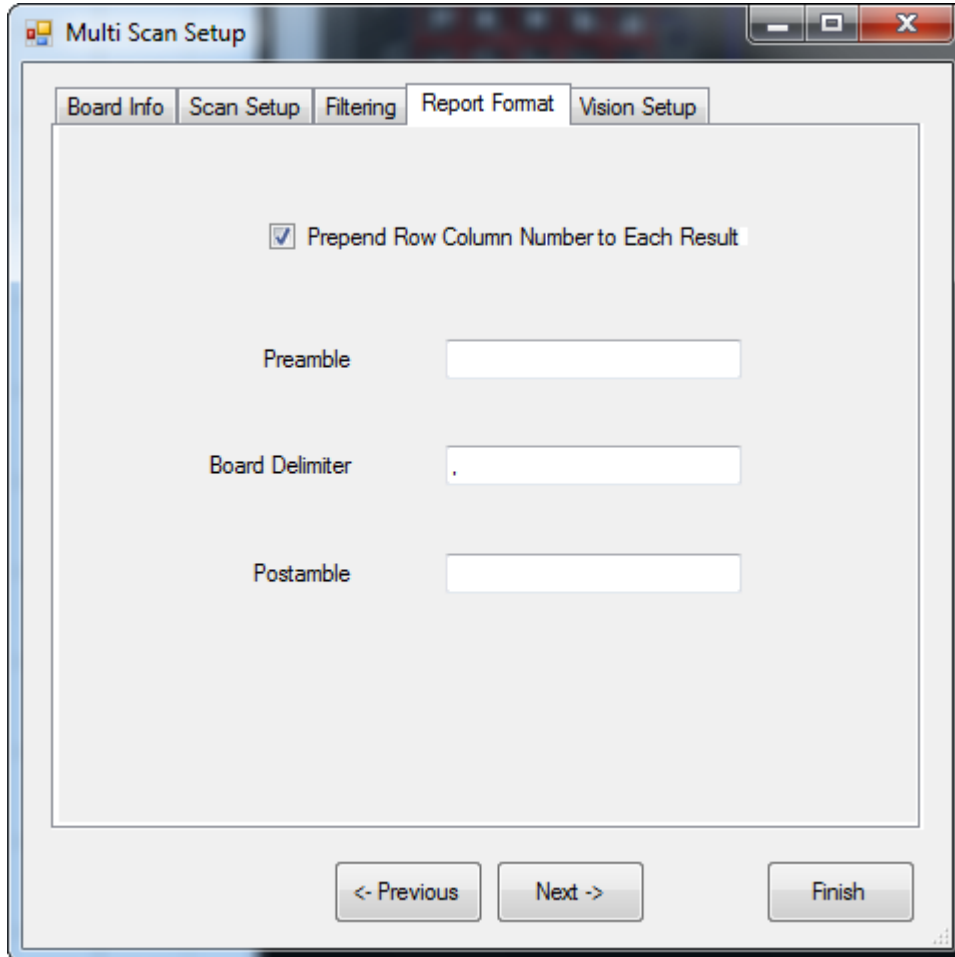 Multi Scan Setup
Board Info Scan Setup Filtering Report Format Vision Setup
Prepend Row Column Number to Each Result
Preamble
Board Delimiter ,
Postamble
<- Previous Next -> Finish